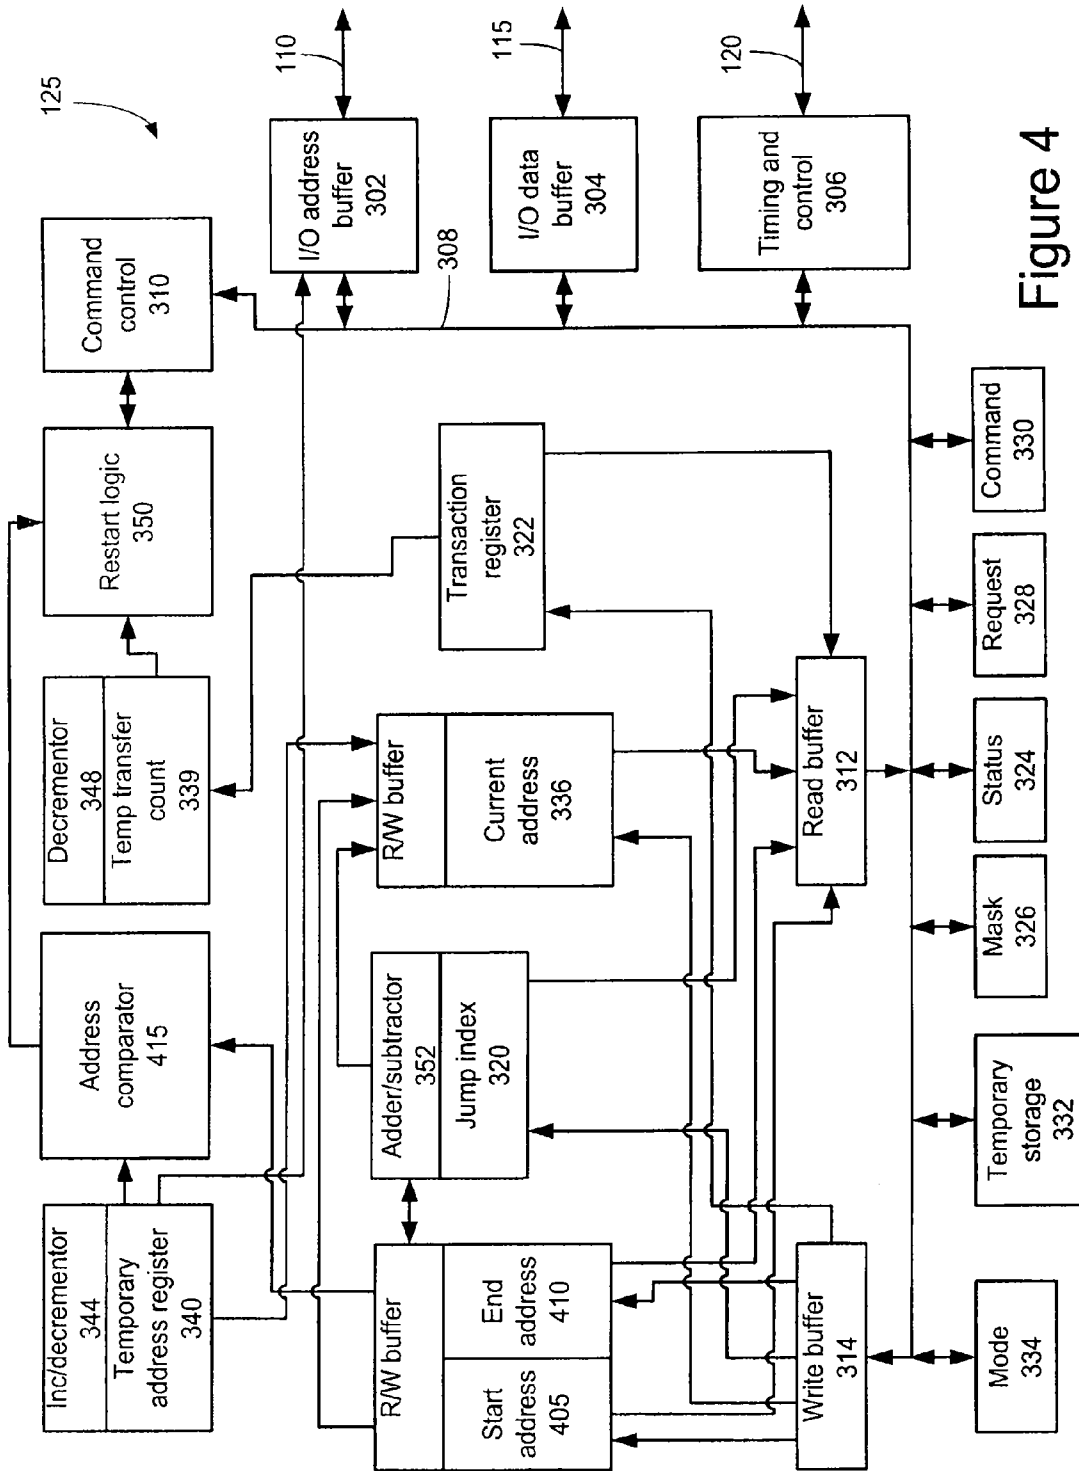 125
Inc/decrementor
344
Temporary
address register
340
Address
comparator
415
Decrementor
348
Temp transfer
count
339
Restart logic
350
Command
control
310
I/O address
buffer
302
110
308
I/O data
buffer
304
115
Timing and
control
306
120
R/W buffer
Start
address
405
End
address
410
Adder/subtractor
352
Jump index
320
R/W buffer
Current
address
336
Transaction
register
322
Write buffer
314
Read buffer
312
Mode
334
Temporary
storage
332
Mask
326
Status
324
Request
328
Command
330
Figure 4